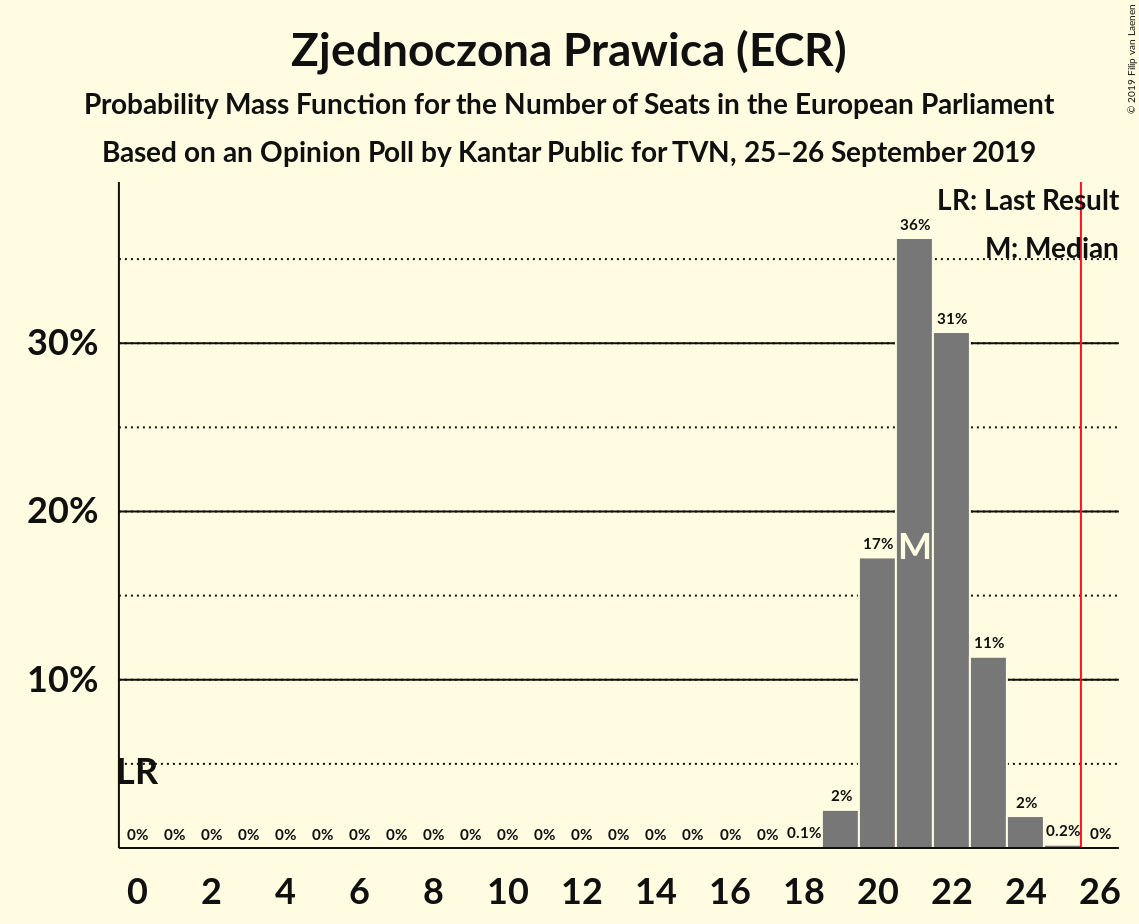 Zjednoczona Prawica (ECR)
Probability Mass Function for the Number of Seats in the European Parliament
Based on an Opinion Poll by Kantar Public for TVN, 25–26 September 2019
© 2019 Filip van Laenen
LR: Last Result
M: Median
36%
31%
30%
20%
17%
M
11%
10%
LR
2%
2%
0% 0% 0% 0% 0% 0% 0% 0% 0% 0% 0% 0% 0% 0% 0% 0% 0% 0% 0.1% 0.2% 0%
0 2 4 6 8 10 12 14 16 18 20 22 24 26